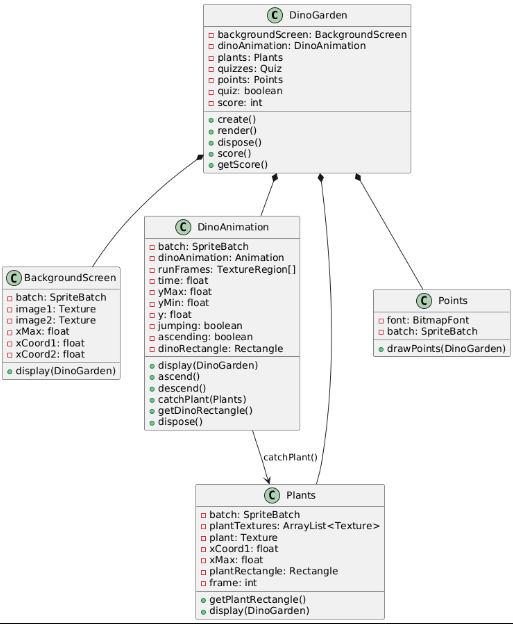 C DinoGarden
backgroundScreen: BackgroundScreen
dinoAnimation: DinoAnimation
plants: Plants
quizzes: Quiz
points: Points
quiz: boolean
score: int
create()
render()
dispose()
score()
getScore()
C DinoAnimation
batch: SpriteBatch
dinoAnimation: Animation
runFrames: TextureRegion[]
time: float
yMax: float
yMin: float
y: float
jumping: boolean
ascending: boolean
dinoRectangle: Rectangle
display(DinoGarden)
ascend()
descend()
catchPlant(Plants)
getDinoRectangle()
dispose()
C BackgroundScreen
batch: SpriteBatch
image1: Texture
image2: Texture
xMax: float
xCoord1: float
xCoord2: float
display(DinoGarden)
C Points
font: BitmapFont
batch: SpriteBatch
drawPoints(DinoGarden)
catchPlant()
C Plants
batch: SpriteBatch
plantTextures: ArrayList<Texture>
plant: Texture
xCoord1: float
xMax: float
plantRectangle: Rectangle
frame: int
getPlantRectangle()
display(DinoGarden)